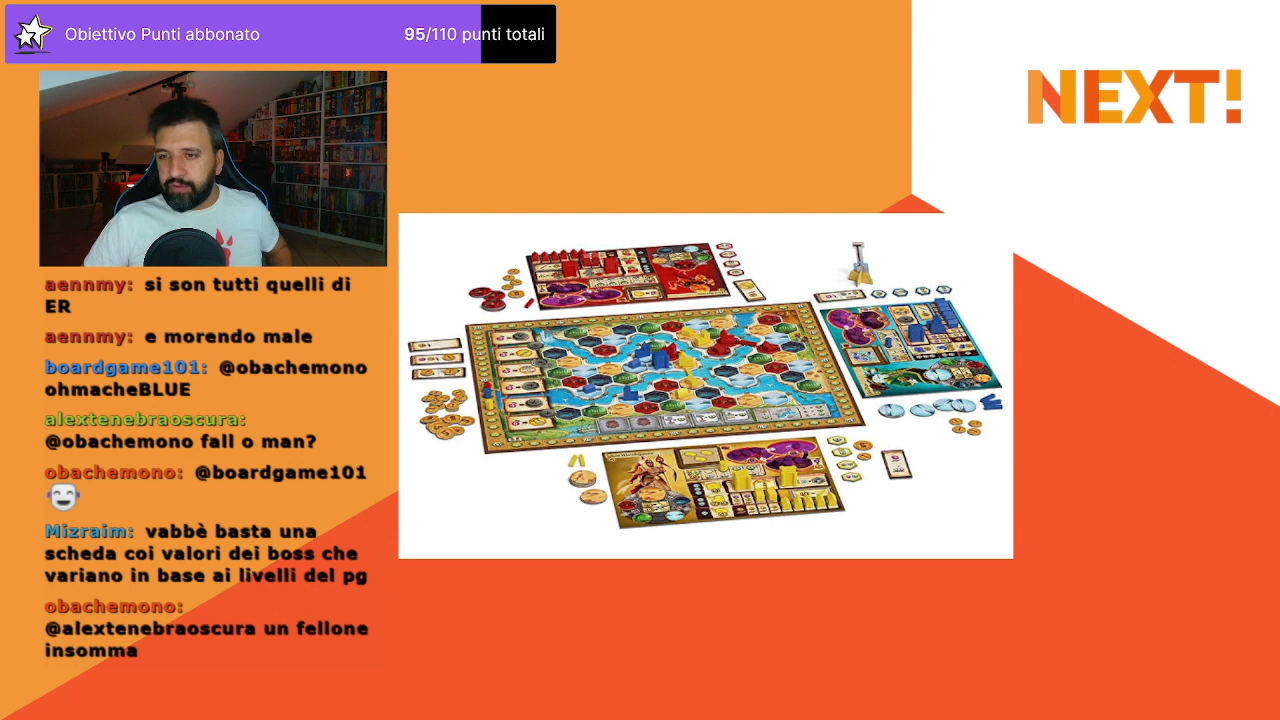 Obiettivo Punti abbonato 95/110 punti totali
NEXT!
aennmy: si son tutti quelli di
ER
aennmy: e morendo male
boardgame101: @obachemono
ohmacheBLUE
alextenebraoscura:
@obachemono fall o man?
obachemono: @boardgame101
Mizraim: vabbè basta una
scheda coi valori dei boss che
variano in base ai livelli del pg
obachemono:
@alextenebraoscura un fellone
insomma